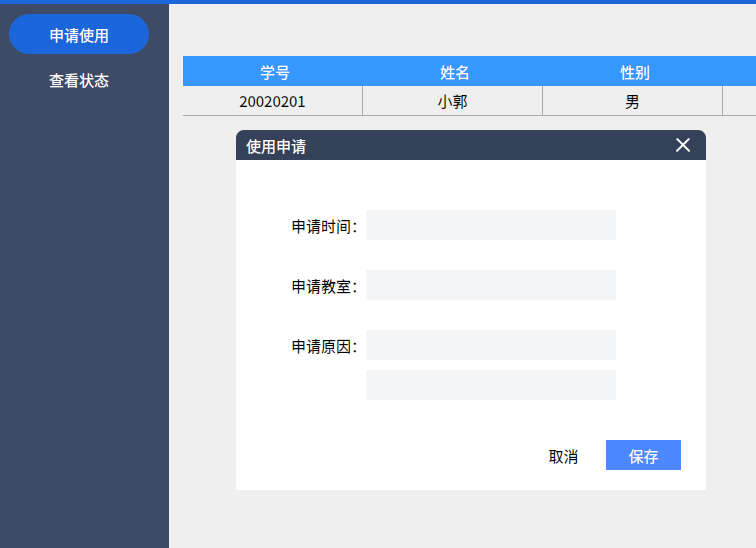 申请使用
查看状态
学号 姓名 性别
20020201 小郭 男
使用申请
申请时间：
申请教室：
申请原因：
取消 保存